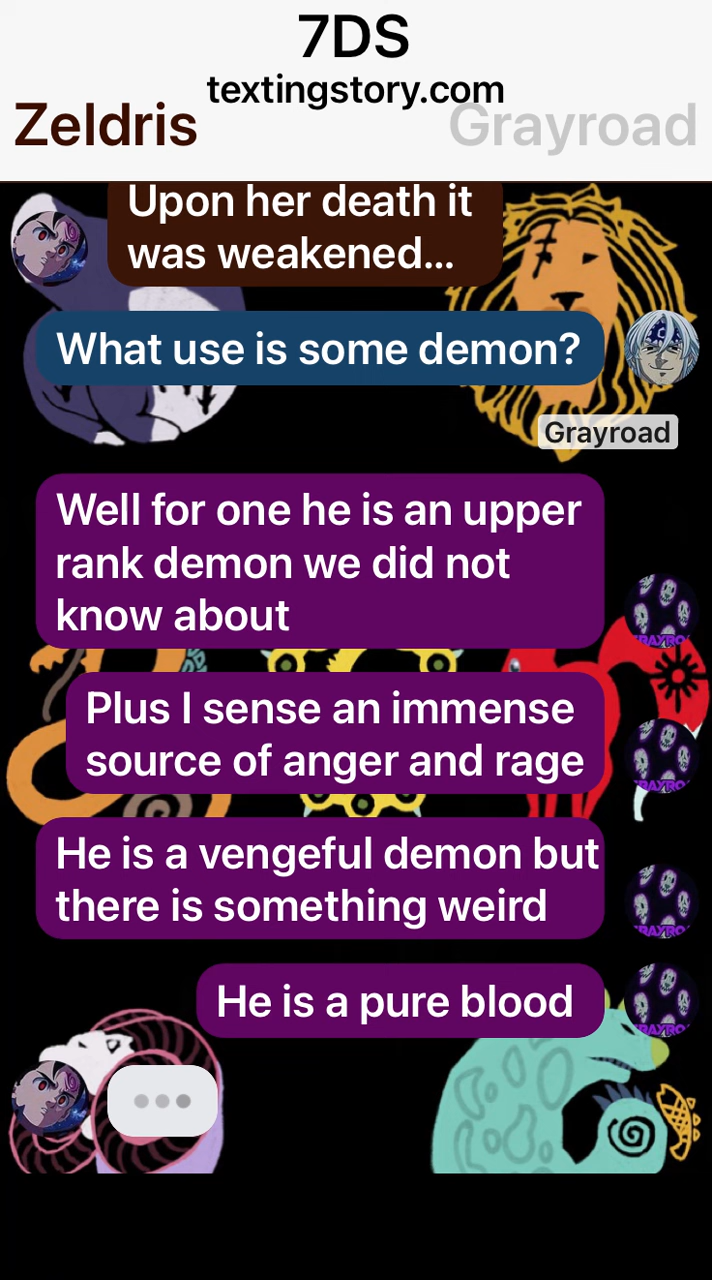 7DS
textingstory.com
Zeldris
Grayroad
Upon her death it
was weakened...
What use is some demon?
Grayroad
Well for one he is an upper
rank demon we did not
know about
Plus I sense an immense
source of anger and rage
He is a vengeful demon but
there is something weird
He is a pure blood